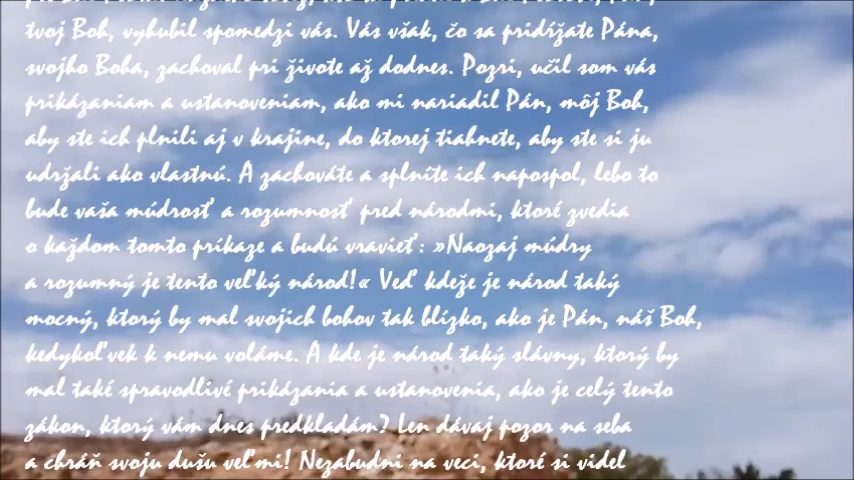 tvoj Boh, vyhubil spomedzi vás. Vás však, čo sa pridŕžate Pána,
svojho Boha, zachoval pri živote až dodnes. Pozri, učil som vás
prikázaniam a ustanoveniam, ako mi nariadil Pán, môj Boh,
aby ste ich plnili aj v krajine, do ktorej tiahnete, aby ste si ju
udržali ako vlastnú. A zachováte a splníte ich napospol, lebo to
bude vaša múdrosť a rozumnosť pred národmi, ktoré zvedia
o každom tomto príkaze a budú vravieť: »Naozaj múdry
a rozumný je tento veľký národ!« Veď kdeže je národ taký
mocný, ktorý by mal svojich bohov tak blízko, ako je Pán, náš Boh,
kedykoľvek k nemu voláme. A kde je národ taký slávny, ktorý by
mal také spravodlivé prikázania a ustanovenia, ako je celý tento
zákon, ktorý vám dnes predkladám? Len dávaj pozor na seba
a chráň svoju dušu veľmi! Nezabudni na veci, ktoré si videl